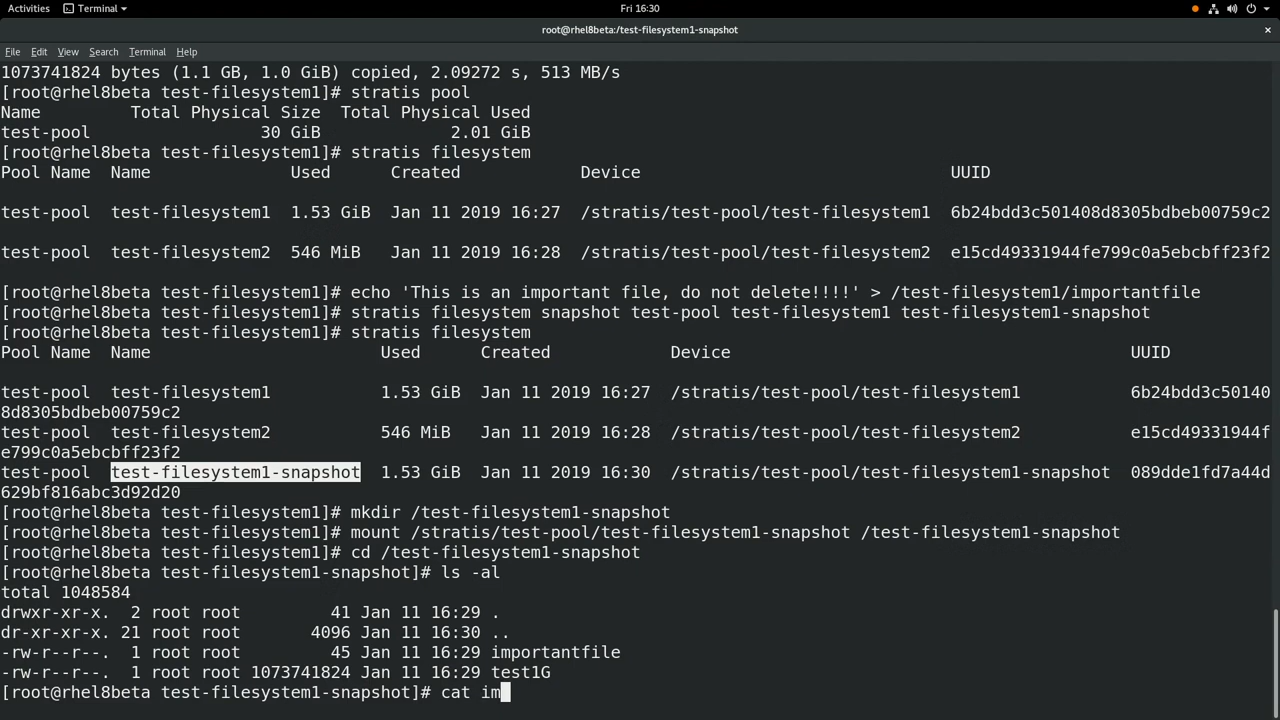 Activities Terminal Fri 16:30
root@rhel8beta:/test-filesystem1-snapshot ×
File Edit View Search Terminal Help
1073741824 bytes (1.1 GB, 1.0 GiB) copied, 2.09272 s, 513 MB/s
[root@rhel8beta test-filesystem1]# stratis pool
Name         Total Physical Size  Total Physical Used
test-pool                 30 GiB             2.01 GiB
[root@rhel8beta test-filesystem1]# stratis filesystem
Pool Name  Name              Used      Created            Device                               UUID
test-pool  test-filesystem1  1.53 GiB  Jan 11 2019 16:27  /stratis/test-pool/test-filesystem1  6b24bdd3c501408d8305bdbeb00759c2
test-pool  test-filesystem2  546 MiB   Jan 11 2019 16:28  /stratis/test-pool/test-filesystem2  e15cd49331944fe799c0a5ebcbff23f2
[root@rhel8beta test-filesystem1]# echo 'This is an important file, do not delete!!!!' > /test-filesystem1/importantfile
[root@rhel8beta test-filesystem1]# stratis filesystem snapshot test-pool test-filesystem1 test-filesystem1-snapshot
[root@rhel8beta test-filesystem1]# stratis filesystem
Pool Name  Name                       Used      Created            Device                                        UUID
test-pool  test-filesystem1           1.53 GiB  Jan 11 2019 16:27  /stratis/test-pool/test-filesystem1           6b24bdd3c50140
8d8305bdbeb00759c2
test-pool  test-filesystem2           546 MiB   Jan 11 2019 16:28  /stratis/test-pool/test-filesystem2           e15cd49331944f
e799c0a5ebcbff23f2
test-pool  test-filesystem1-snapshot  1.53 GiB  Jan 11 2019 16:30  /stratis/test-pool/test-filesystem1-snapshot  089dde1fd7a44d
629bf816abc3d92d20
[root@rhel8beta test-filesystem1]# mkdir /test-filesystem1-snapshot
[root@rhel8beta test-filesystem1]# mount /stratis/test-pool/test-filesystem1-snapshot /test-filesystem1-snapshot
[root@rhel8beta test-filesystem1]# cd /test-filesystem1-snapshot
[root@rhel8beta test-filesystem1-snapshot]# ls -al
total 1048584
drwxr-xr-x.  2 root root         41 Jan 11 16:29 .
dr-xr-xr-x. 21 root root       4096 Jan 11 16:30 ..
-rw-r--r--.  1 root root         45 Jan 11 16:29 importantfile
-rw-r--r--.  1 root root 1073741824 Jan 11 16:29 test1G
[root@rhel8beta test-filesystem1-snapshot]# cat im